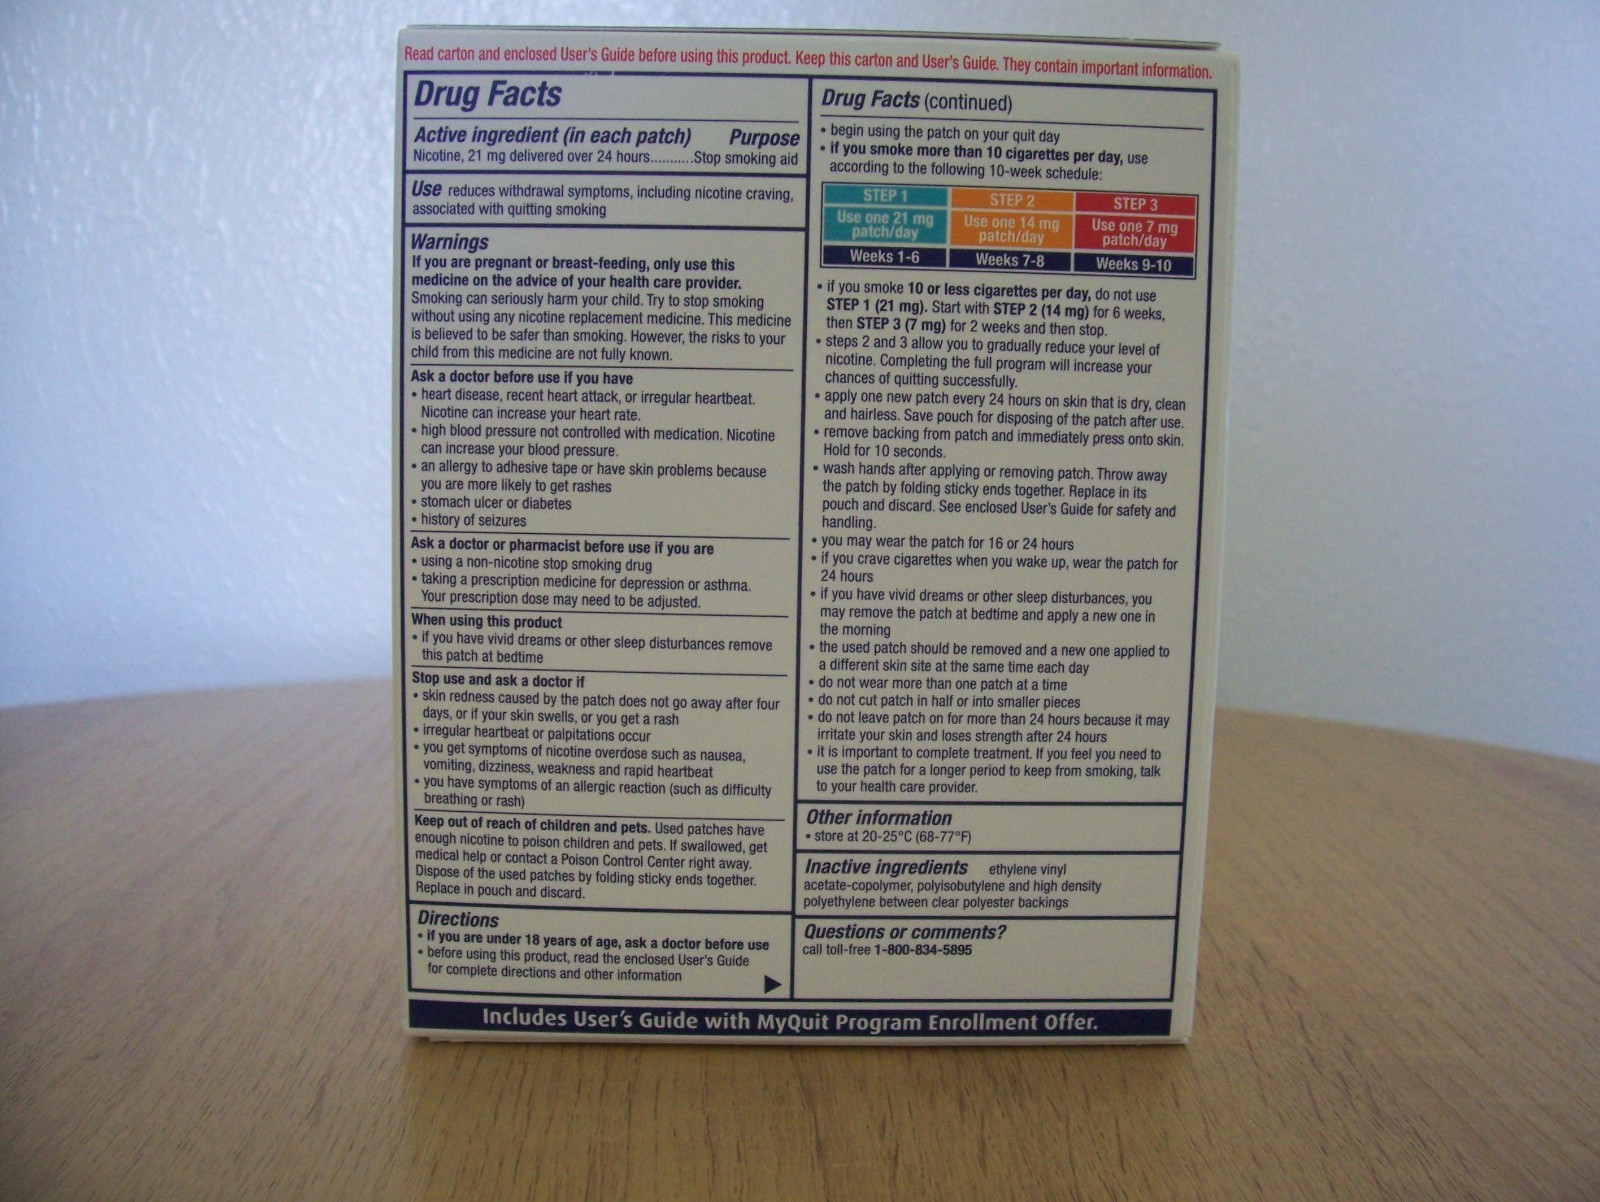 Read carton and enclosed User's Guide before using this product. Keep this carton and User's Guide. They contain important information.
Drug Facts
Active ingredient (in each patch) Purpose
Nicotine, 21 mg delivered over 24 hours...........Stop smoking aid
Use reduces withdrawal symptoms, including nicotine craving,
associated with quitting smoking
Warnings
If you are pregnant or breast-feeding, only use this
medicine on the advice of your health care provider.
Smoking can seriously harm your child. Try to stop smoking
without using any nicotine replacement medicine. This medicine
is believed to be safer than smoking. However, the risks to your
child from this medicine are not fully known.
Ask a doctor before use if you have
• heart disease, recent heart attack, or irregular heartbeat.
Nicotine can increase your heart rate.
• high blood pressure not controlled with medication. Nicotine
can increase your blood pressure.
• an allergy to adhesive tape or have skin problems because
you are more likely to get rashes
• stomach ulcer or diabetes
• history of seizures
Ask a doctor or pharmacist before use if you are
• using a non-nicotine stop smoking drug
• taking a prescription medicine for depression or asthma.
Your prescription dose may need to be adjusted.
When using this product
• if you have vivid dreams or other sleep disturbances remove
this patch at bedtime
Stop use and ask a doctor if
• skin redness caused by the patch does not go away after four
days, or if your skin swells, or you get a rash
• irregular heartbeat or palpitations occur
• you get symptoms of nicotine overdose such as nausea,
vomiting, dizziness, weakness and rapid heartbeat
• you have symptoms of an allergic reaction (such as difficulty
breathing or rash)
Keep out of reach of children and pets. Used patches have
enough nicotine to poison children and pets. If swallowed, get
medical help or contact a Poison Control Center right away.
Dispose of the used patches by folding sticky ends together.
Replace in pouch and discard.
Directions
• if you are under 18 years of age, ask a doctor before use
• before using this product, read the enclosed User's Guide
for complete directions and other information
Drug Facts (continued)
• begin using the patch on your quit day
• if you smoke more than 10 cigarettes per day, use
according to the following 10-week schedule:
STEP 1 STEP 2 STEP 3
Use one 21 mg Use one 14 mg Use one 7 mg
patch/day patch/day patch/day
Weeks 1-6 Weeks 7-8 Weeks 9-10
• if you smoke 10 or less cigarettes per day, do not use
STEP 1 (21 mg). Start with STEP 2 (14 mg) for 6 weeks,
then STEP 3 (7 mg) for 2 weeks and then stop.
• steps 2 and 3 allow you to gradually reduce your level of
nicotine. Completing the full program will increase your
chances of quitting successfully.
• apply one new patch every 24 hours on skin that is dry, clean
and hairless. Save pouch for disposing of the patch after use.
• remove backing from patch and immediately press onto skin.
Hold for 10 seconds.
• wash hands after applying or removing patch. Throw away
the patch by folding sticky ends together. Replace in its
pouch and discard. See enclosed User's Guide for safety and
handling.
• you may wear the patch for 16 or 24 hours
• if you crave cigarettes when you wake up, wear the patch for
24 hours
• if you have vivid dreams or other sleep disturbances, you
may remove the patch at bedtime and apply a new one in
the morning
• the used patch should be removed and a new one applied to
a different skin site at the same time each day
• do not wear more than one patch at a time
• do not cut patch in half or into smaller pieces
• do not leave patch on for more than 24 hours because it may
irritate your skin and loses strength after 24 hours
• it is important to complete treatment. If you feel you need to
use the patch for a longer period to keep from smoking, talk
to your health care provider.
Other information
• store at 20-25°C (68-77°F)
Inactive ingredients ethylene vinyl
acetate-copolymer, polyisobutylene and high density
polyethylene between clear polyester backings
Questions or comments?
call toll-free 1-800-834-5895
Includes User's Guide with MyQuit Program Enrollment Offer.